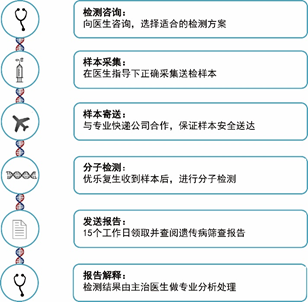 检测咨询:
向医生咨询，选择适合的检测方案
样本采集:
在医生指导下正确采集送检样本
样本寄送:
与专业快递公司合作，保证样本安全送达
分子检测:
优乐复生收到样本后，进行分子检测
发送报告:
15个工作日领取并查阅遗传病筛查报告
报告解释:
检测结果由主治医生做专业分析处理